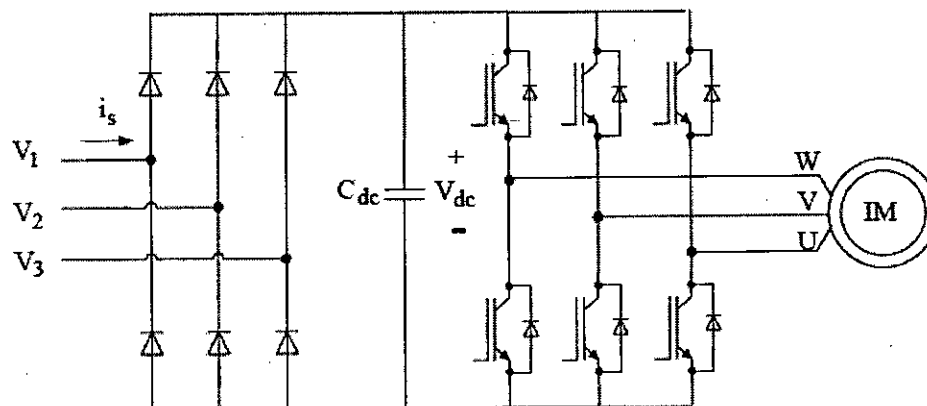 i_s
V_1
V_2
V_3
C_dc
+
V_dc
-
W
V
U
IM